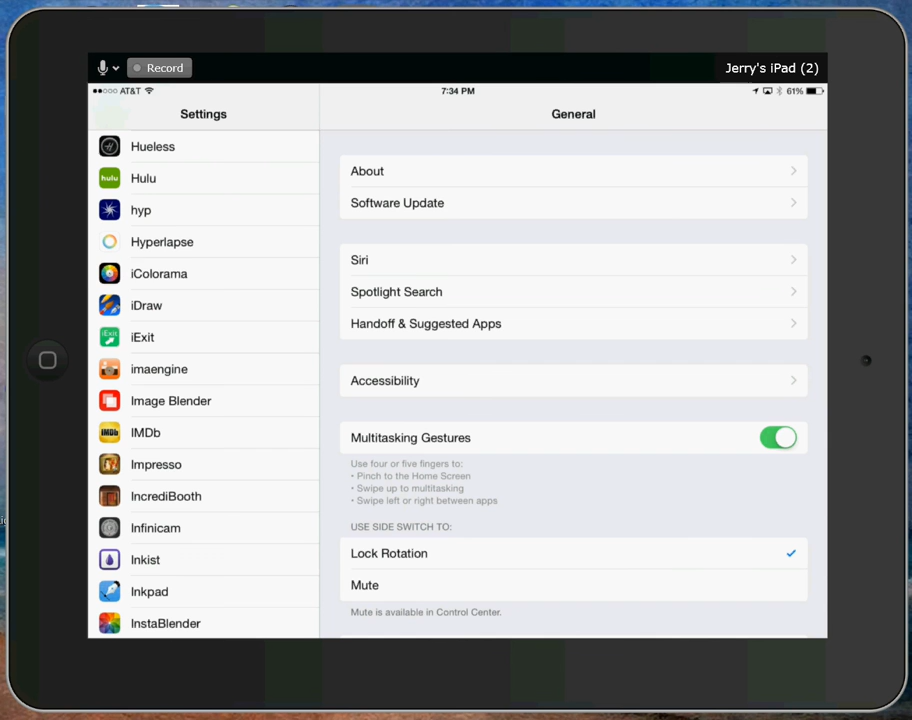 Record
Jerry's iPad (2)
AT&T
7:34 PM
61%
Settings
General
Hueless
hulu
Hulu
hyp
Hyperlapse
iColorama
iDraw
iExit
iExit
imaengine
Image Blender
IMDb
IMDb
Impresso
IncrediBooth
Infinicam
Inkist
Inkpad
InstaBlender
About
Software Update
Siri
Spotlight Search
Handoff & Suggested Apps
Accessibility
Multitasking Gestures
Use four or five fingers to:
• Pinch to the Home Screen
• Swipe up to multitasking
• Swipe left or right between apps
USE SIDE SWITCH TO:
Lock Rotation
Mute
Mute is available in Control Center.